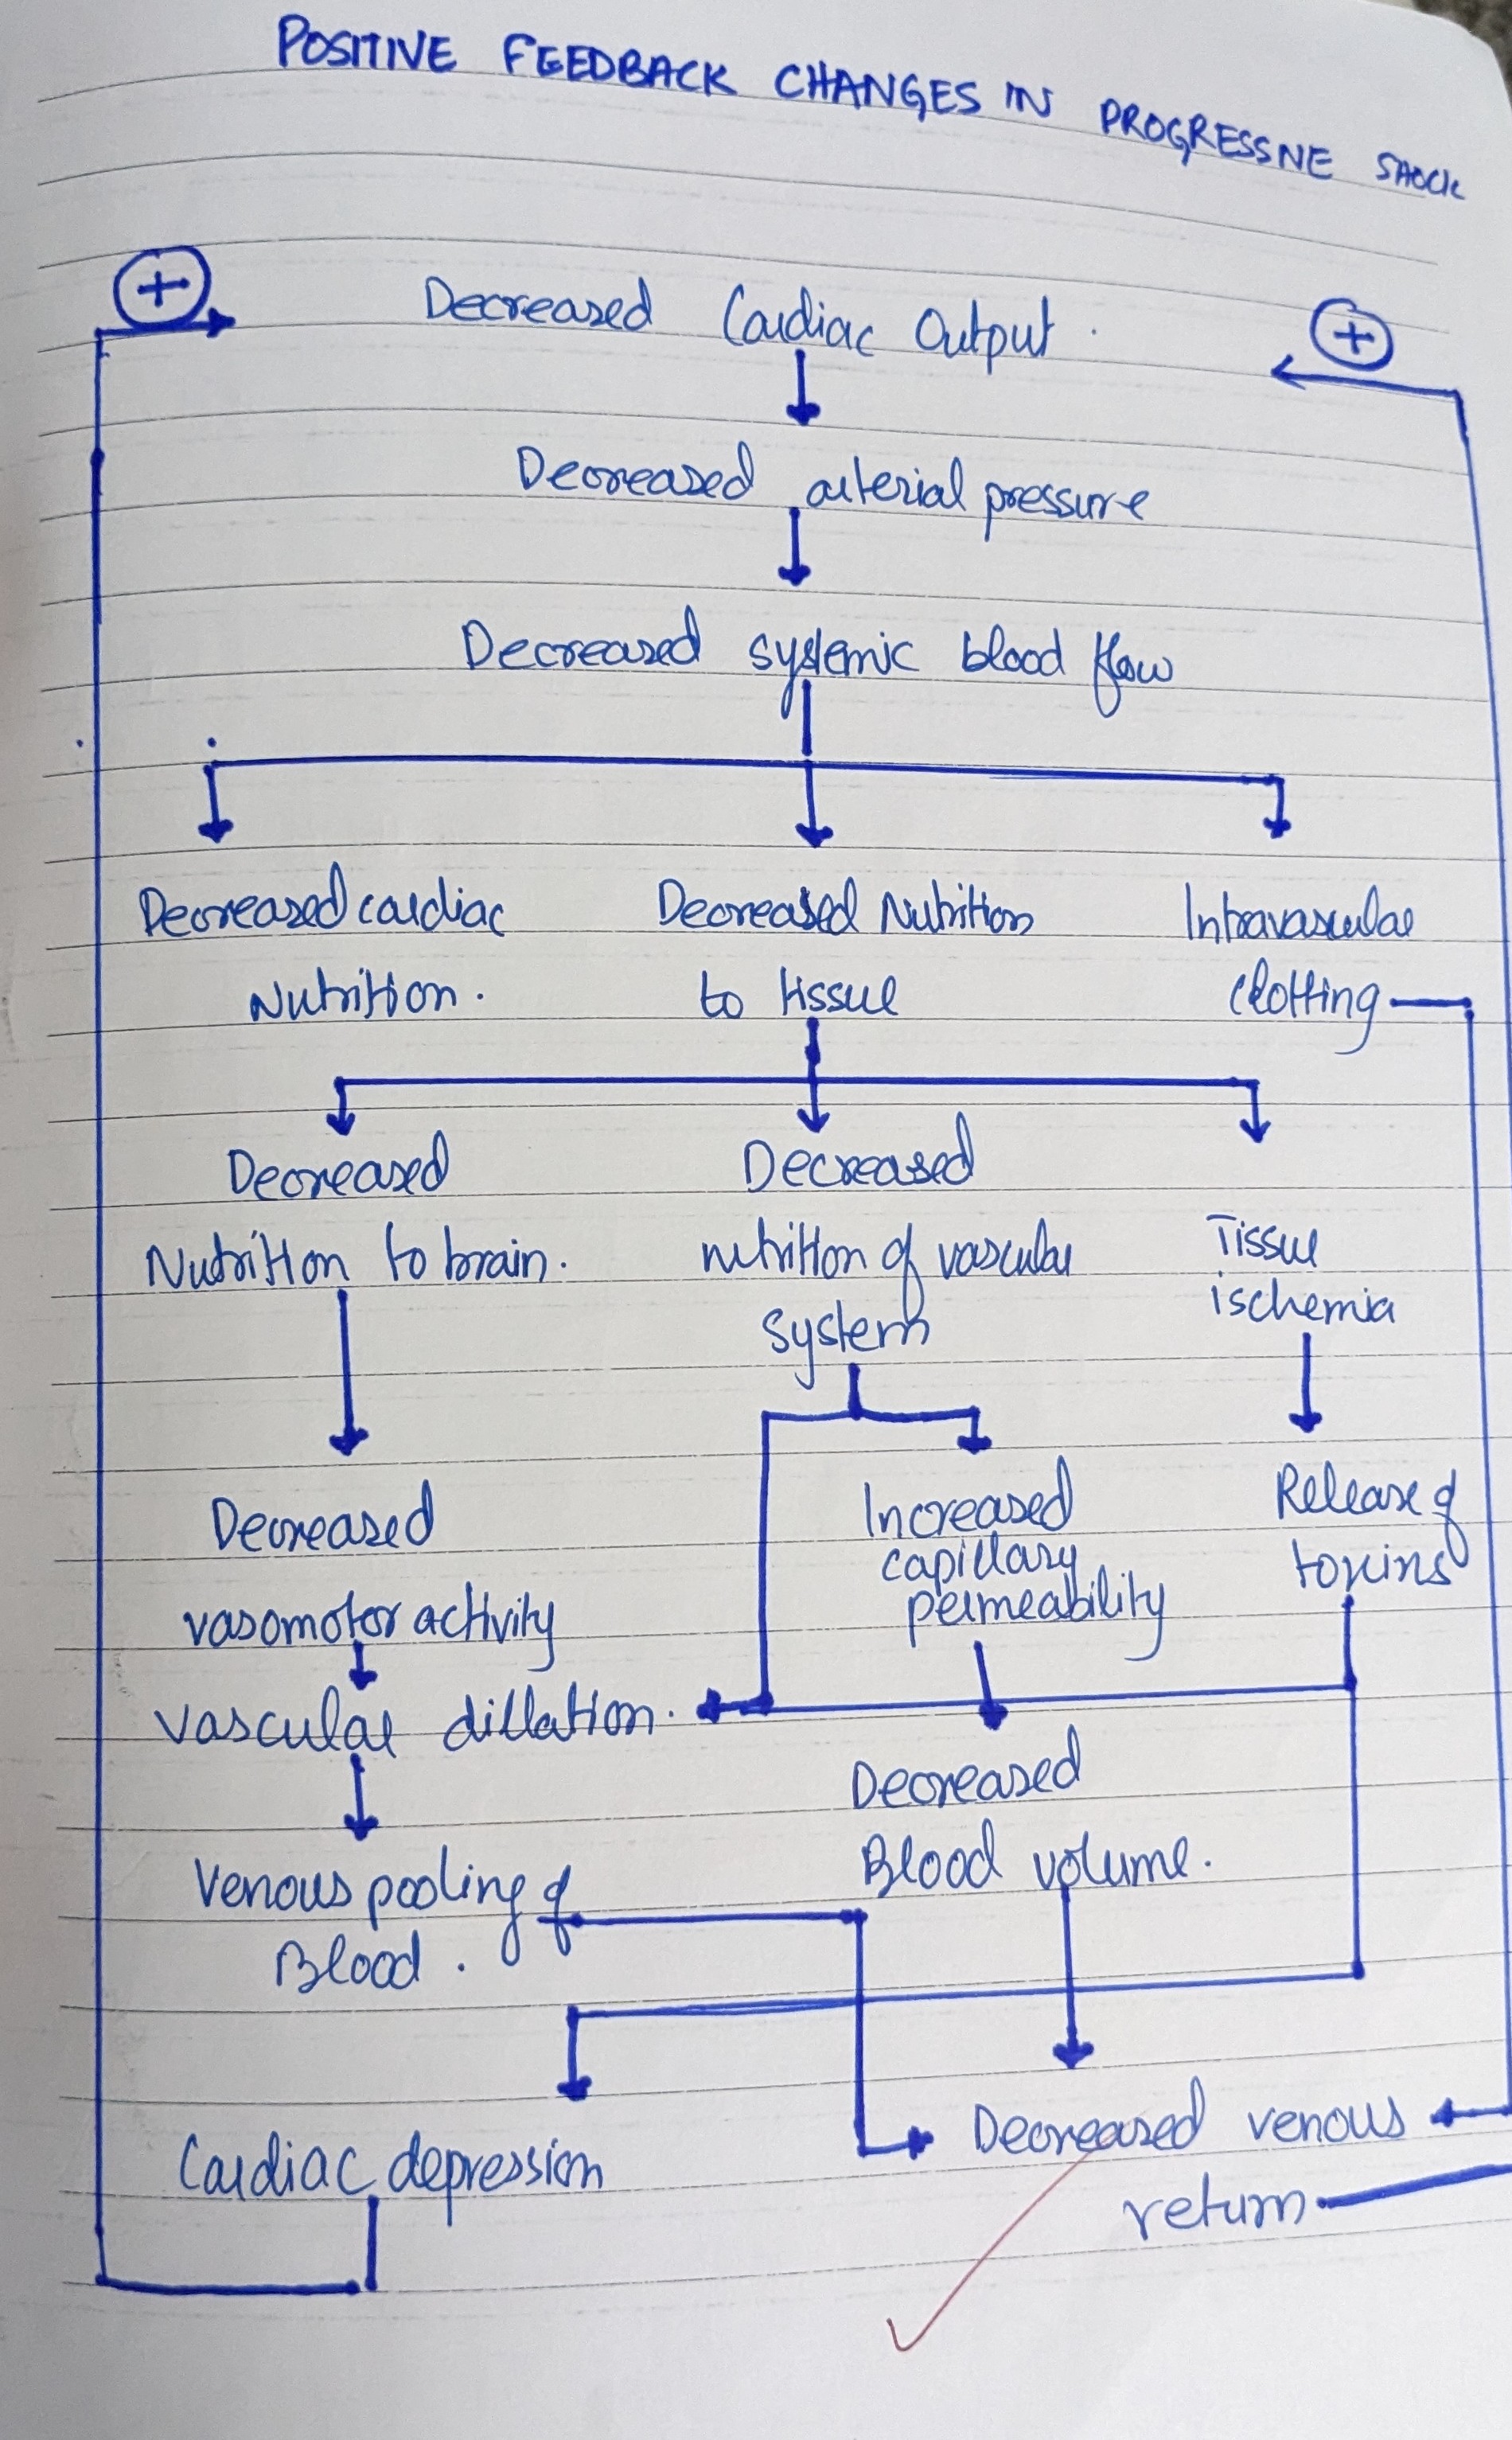 POSITIVE FEEDBACK CHANGES IN PROGRESSIVE SHOCK
+
Decreased Cardiac Output.
+
Decreased arterial pressure
Decreased systemic blood flow
Decreased cardiac
Nutrition.
Decreased Nutrition
to tissue
Intravascular
clotting
Decreased
Nutrition to brain.
Decreased
nutrition of vascular
system
Tissue
ischemia
Decreased
vasomotor activity
Increased
capillary
permeability
Release of
toxins
vascular dillation.
Decreased
Blood volume.
Venous pooling of
Blood.
Cardiac depression
Decreased venous
return